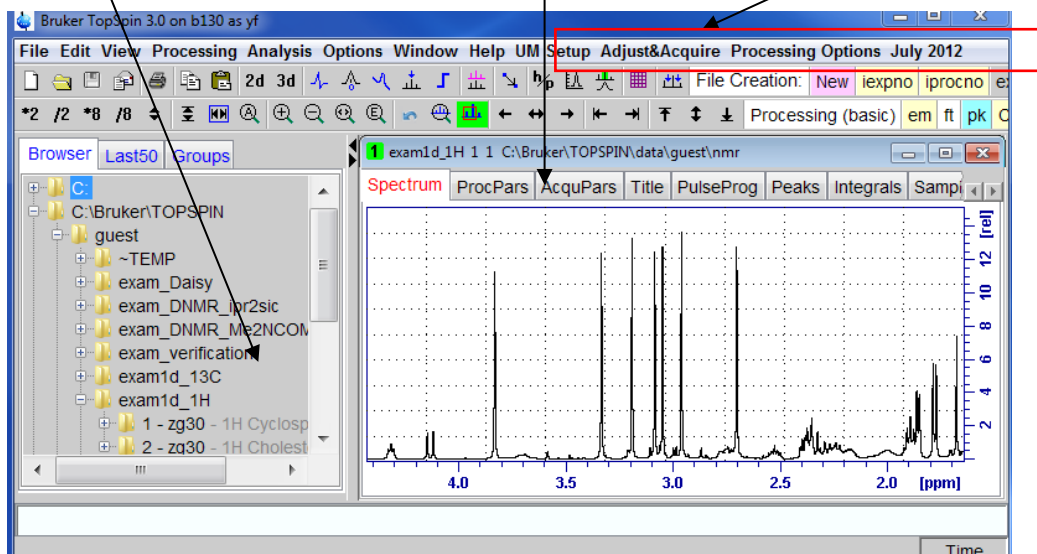 Bruker TopSpin 3.0 on b130 as yf
File Edit View Processing Analysis Options Window Help UM Setup Adjust&Acquire Processing Options July 2012
2d 3d File Creation: New iexpno iprocno
*2 /2 *8 /8 Processing (basic) em ft pk
Browser Last50 Groups
1 exam1d_1H 1 1 C:\Bruker\TOPSPIN\data\guest\nmr
Spectrum ProcPars AcquPars Title PulseProg Peaks Integrals Sampl
C:
C:\Bruker\TOPSPIN
guest
~TEMP
exam_Daisy
exam_DNMR_ipr2sic
exam_DNMR_Me2NCOM
exam_verification
exam1d_13C
exam1d_1H
1 - zg30 - 1H Cyclosp
2 - zg30 - 1H Cholest
[rel]
12
10
8
6
4
2
4.0 3.5 3.0 2.5 2.0 [ppm]
Time